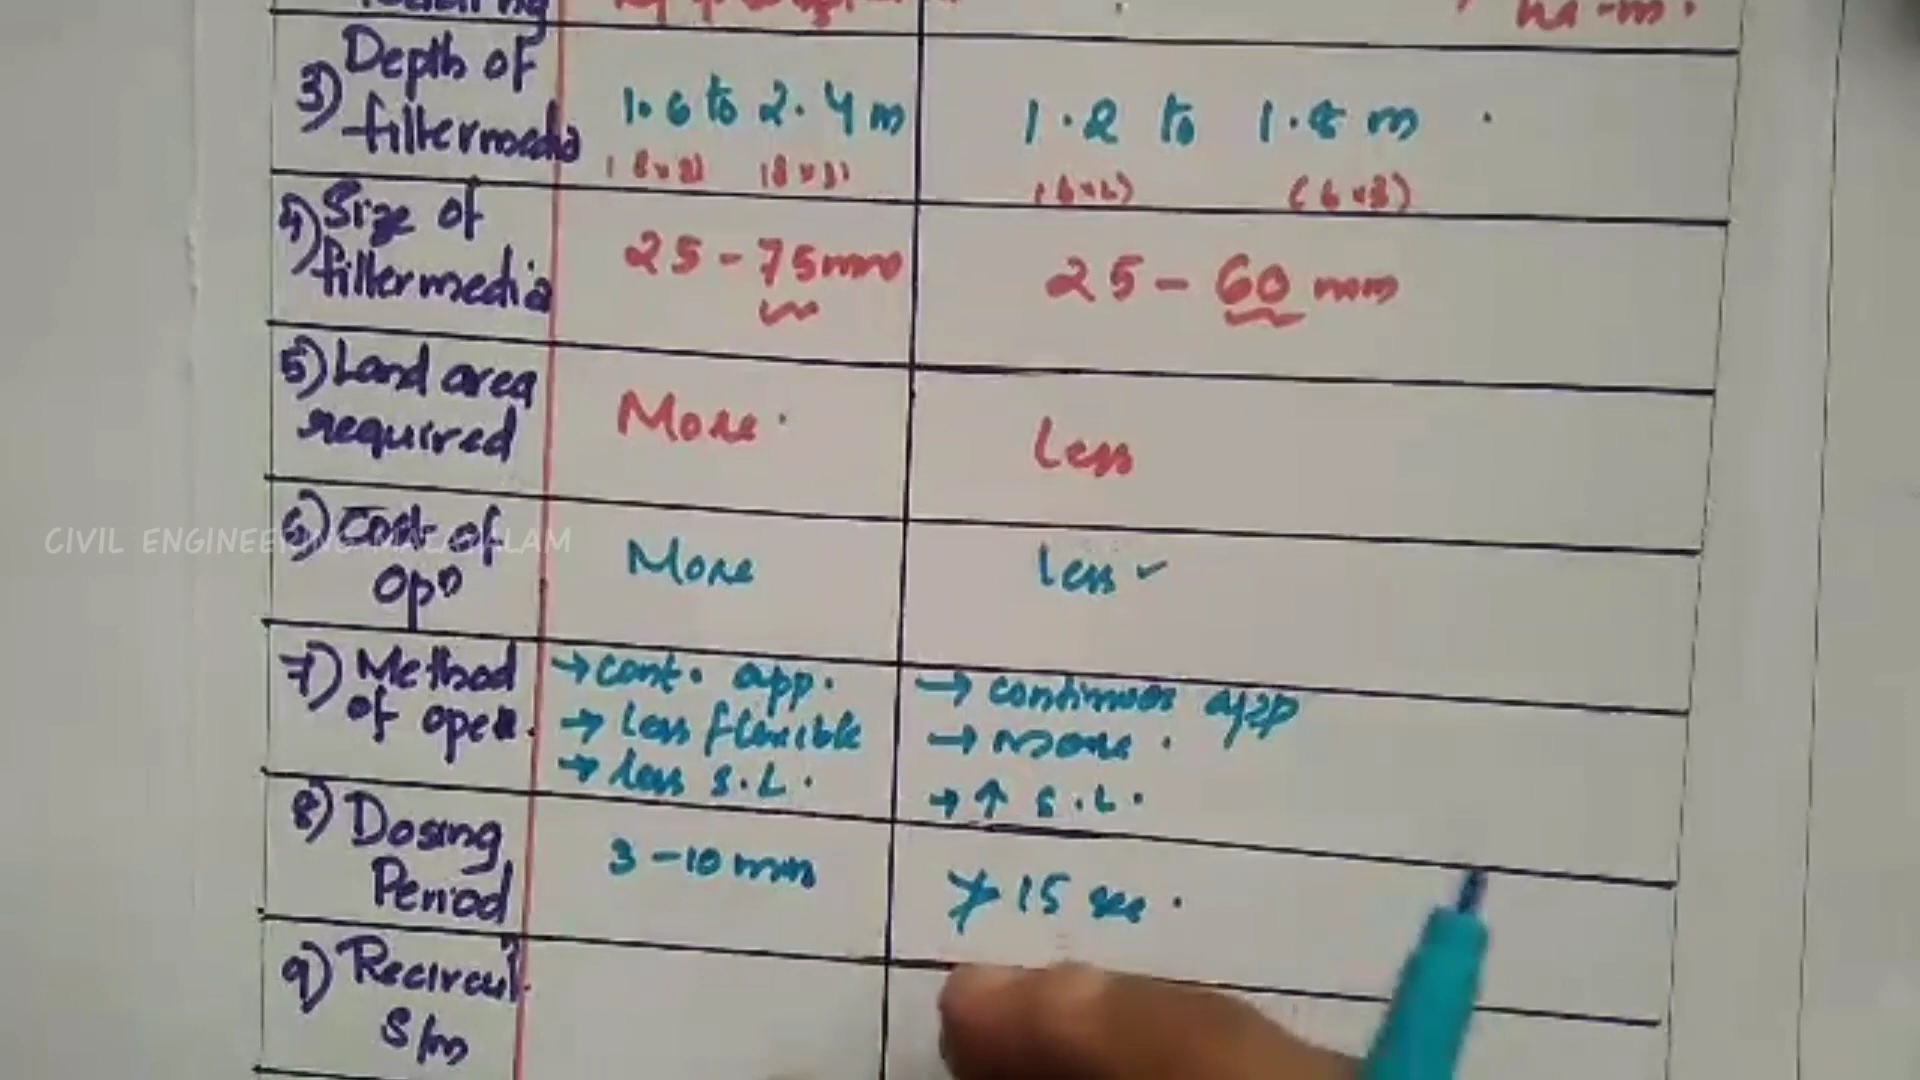 ha-m.
3) Depth of
filtermedia
1.6 to 2.4 m
1.2 to 1.8 m
(8×2) (8×3)
(6×2) (6×3)
4) Size of
filtermedia
25 - 75mm
25 - 60 mm
5) Land area
required
More.
Less
6) Cost of
opn
More
Less
7) Method
of oper.
→ cont. app.
→ less flexible
→ less s.L.
→ continuous app
→ more.
→ ↑ s.L.
8) Dosing
Period
3-10 min
≯ 15 sec.
9) Recircul.
S/m
CIVIL ENGINEERING MALAYALAM